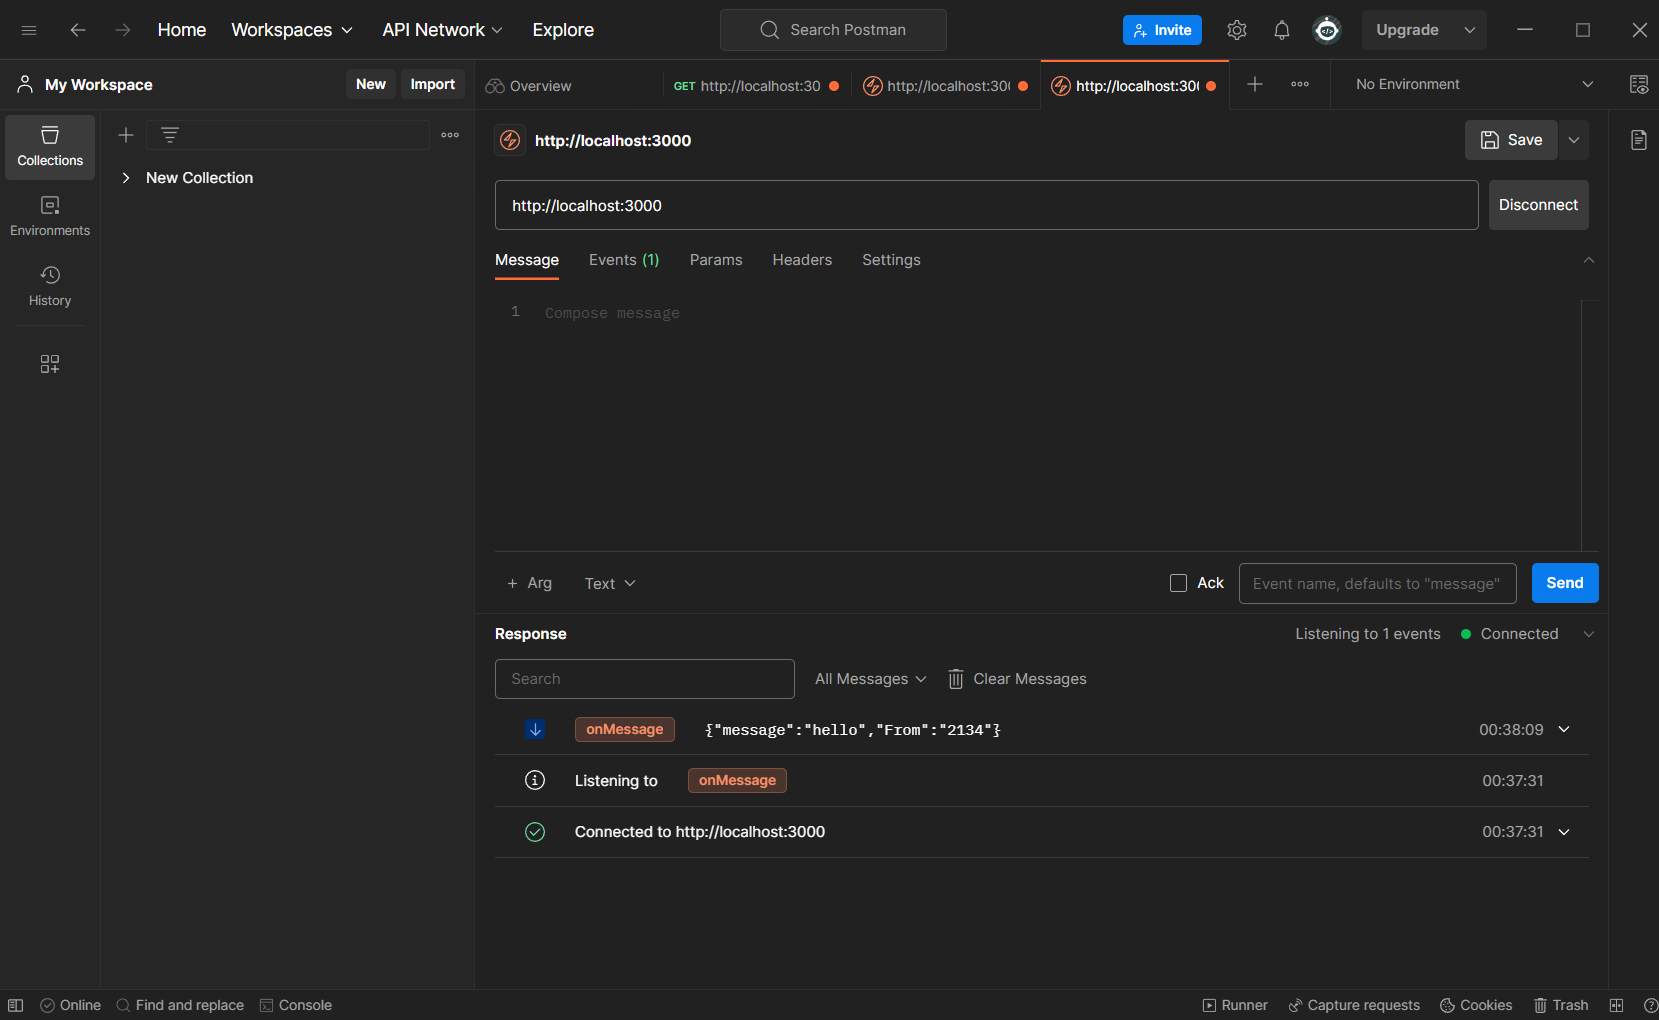 Home Workspaces API Network Explore Search Postman Invite Upgrade
My Workspace New Import Overview GET http://localhost:30 http://localhost:30 http://localhost:300 No Environment
Collections
Environments
History
New Collection
http://localhost:3000 Save
http://localhost:3000 Disconnect
Message Events (1) Params Headers Settings
1 Compose message
+ Arg Text Ack Event name, defaults to "message" Send
Response Listening to 1 events Connected
Search All Messages Clear Messages
onMessage {"message":"hello","From":"2134"} 00:38:09
Listening to onMessage 00:37:31
Connected to http://localhost:3000 00:37:31
Online Find and replace Console Runner Capture requests Cookies Trash